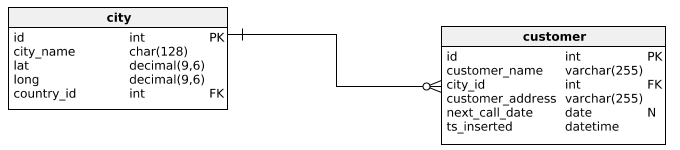 city
id int PK
city_name char(128)
lat decimal(9,6)
long decimal(9,6)
country_id int FK
customer
id int PK
customer_name varchar(255)
city_id int FK
customer_address varchar(255)
next_call_date date N
ts_inserted datetime